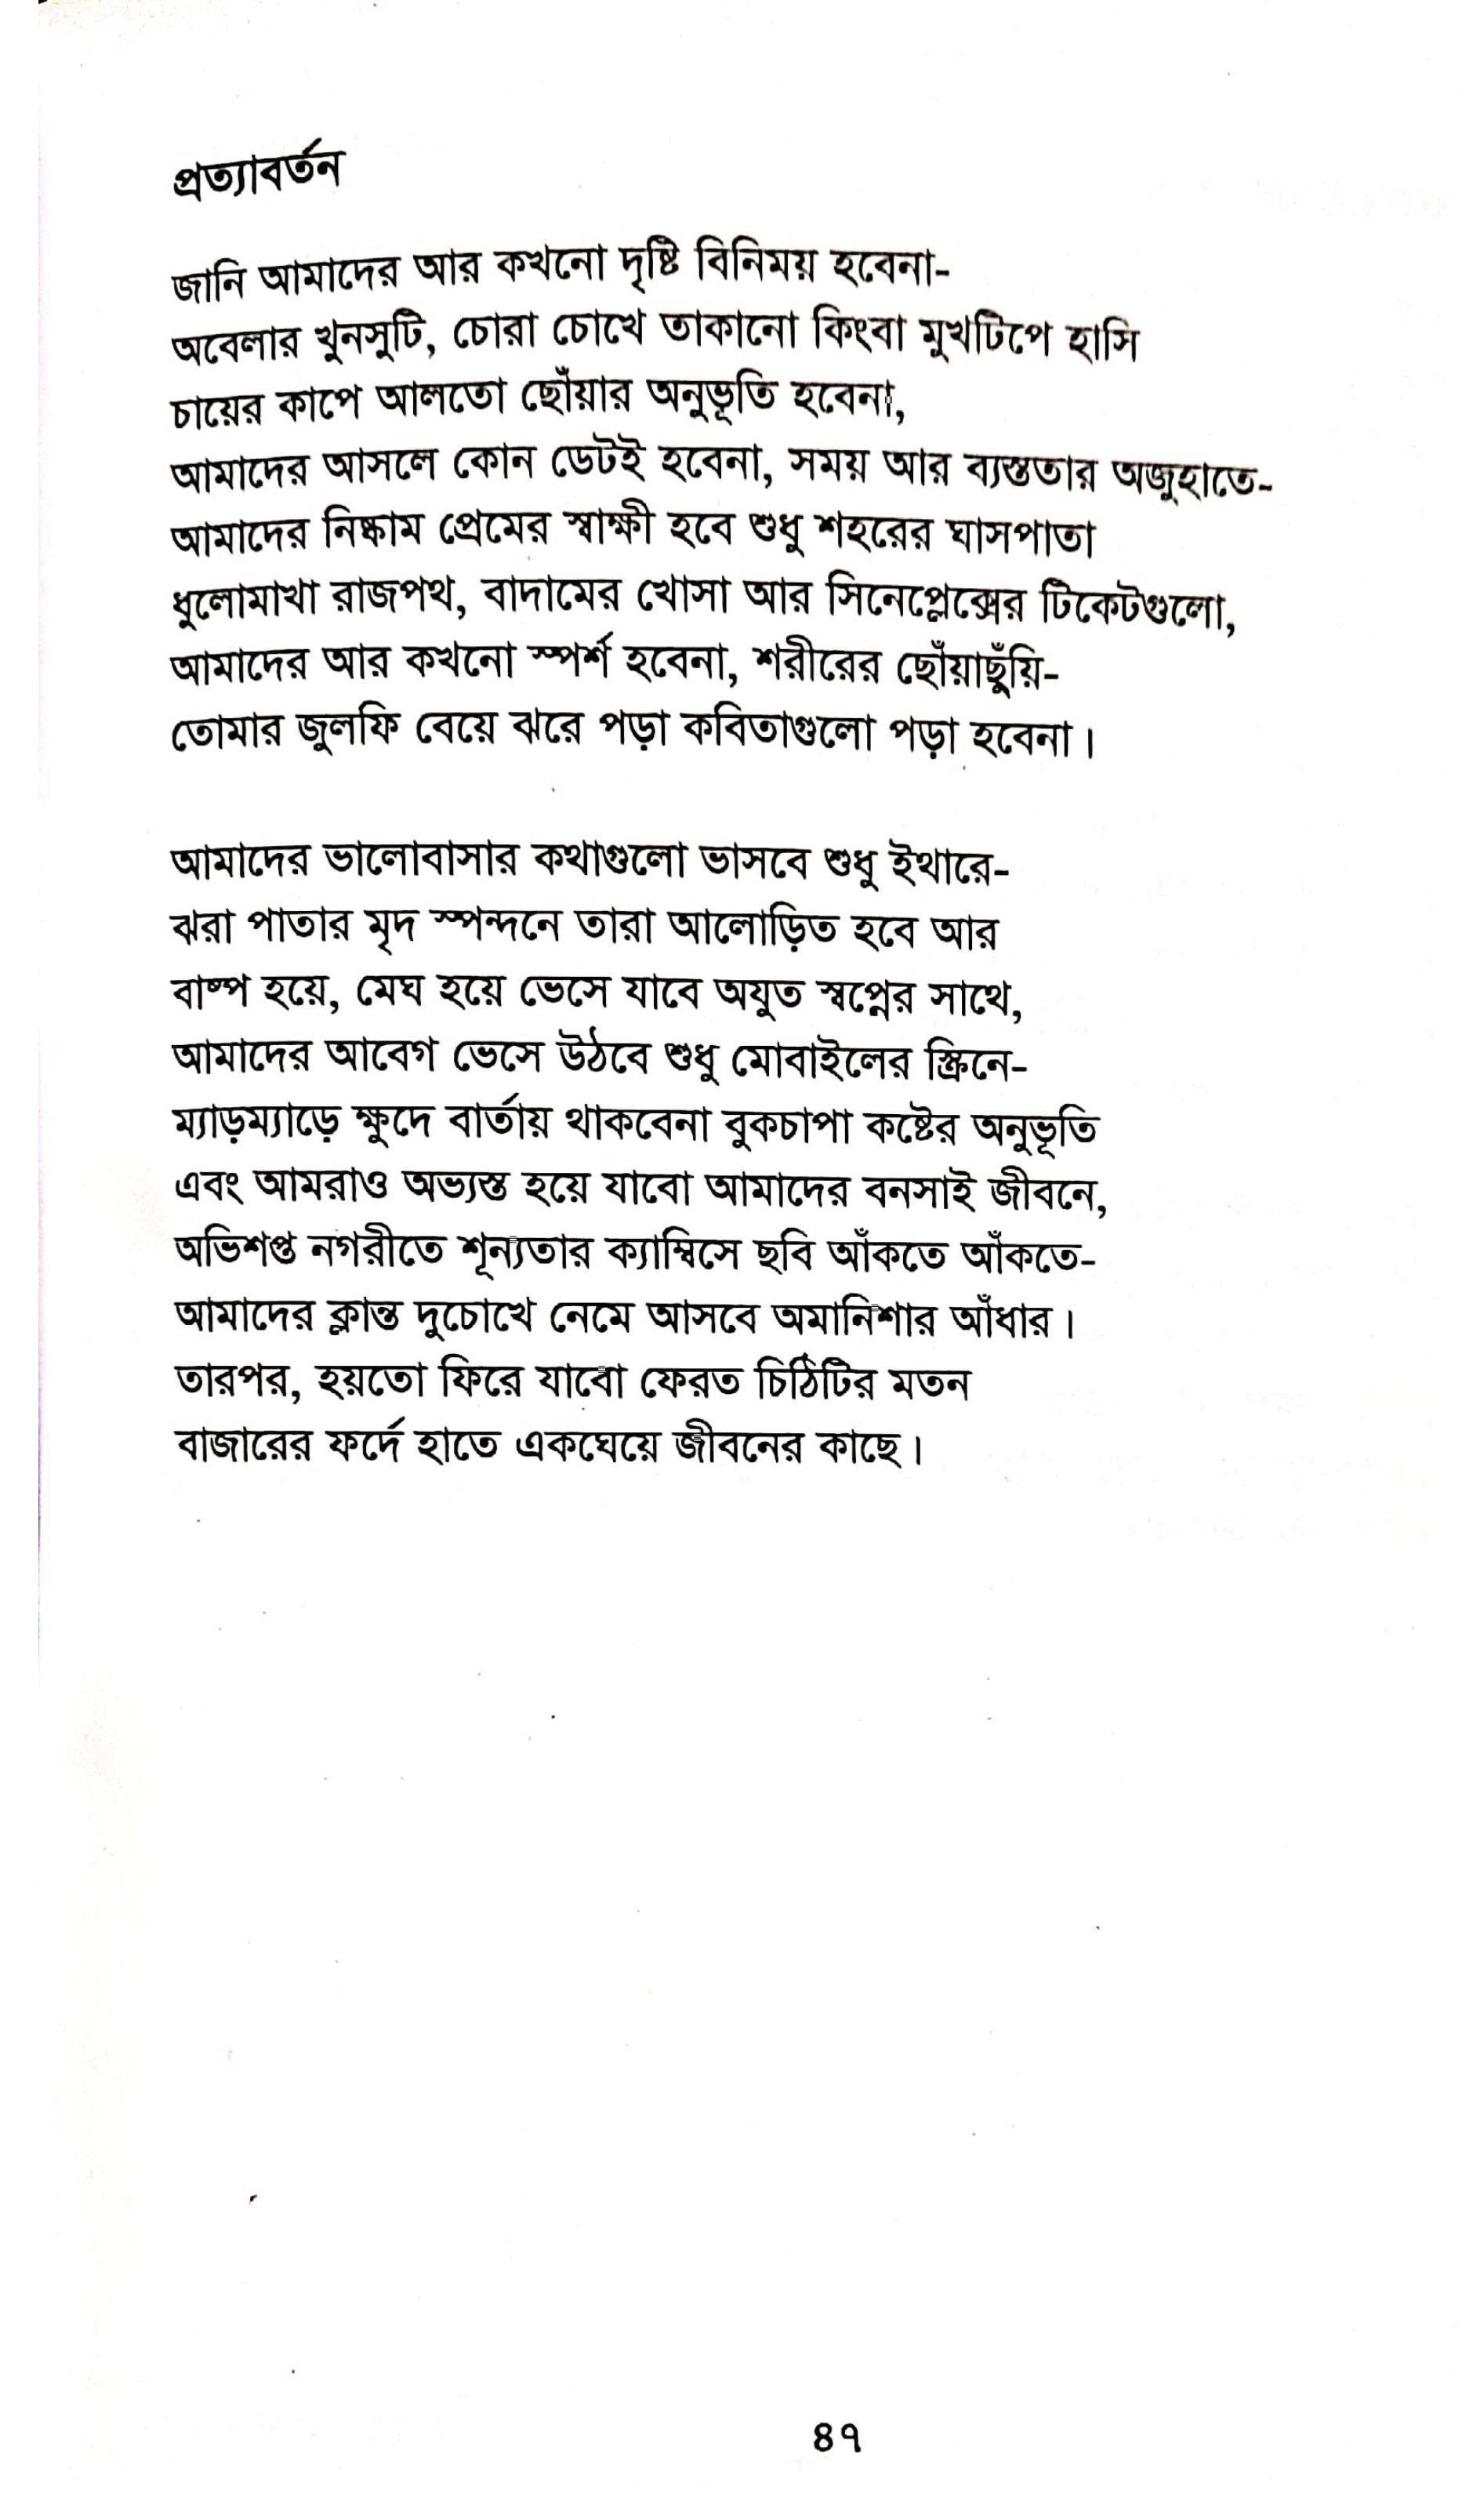 প্রত্যাবর্তন
জানি আমাদের আর কখনো দৃষ্টি বিনিময় হবেনা-
অবেলার খুনসুটি, চোরা চোখে তাকানো কিংবা মুখটিপে হাসি
চায়ের কাপে আলতো ছোঁয়ার অনুভূতি হবেনা,
আমাদের আসলে কোন ডেটই হবেনা, সময় আর ব্যস্ততার অজুহাতে-
আমাদের নিষ্কাম প্রেমের স্বাক্ষী হবে শুধু শহরের ঘাসপাতা
ধুলোমাখা রাজপথ, বাদামের খোসা আর সিনেপ্লেক্সের টিকেটগুলো,
আমাদের আর কখনো স্পর্শ হবেনা, শরীরের ছোঁয়াছুঁয়ি-
তোমার জুলফি বেয়ে ঝরে পড়া কবিতাগুলো পড়া হবেনা।
আমাদের ভালোবাসার কথাগুলো ভাসবে শুধু ইথারে-
ঝরা পাতার মৃদ স্পন্দনে তারা আলোড়িত হবে আর
বাষ্প হয়ে, মেঘ হয়ে ভেসে যাবে অযুত স্বপ্নের সাথে,
আমাদের আবেগ ভেসে উঠবে শুধু মোবাইলের স্ক্রিনে-
ম্যাড়ম্যাড়ে ক্ষুদে বার্তায় থাকবেনা বুকচাপা কষ্টের অনুভূতি
এবং আমরাও অভ্যস্ত হয়ে যাবো আমাদের বনসাই জীবনে,
অভিশপ্ত নগরীতে শূন্যতার ক্যাম্বিসে ছবি আঁকতে আঁকতে-
আমাদের ক্লান্ত দুচোখে নেমে আসবে অমানিশার আঁধার।
তারপর, হয়তো ফিরে যাবো ফেরত চিঠিটির মতন
বাজারের ফর্দে হাতে একঘেয়ে জীবনের কাছে।
৪৭